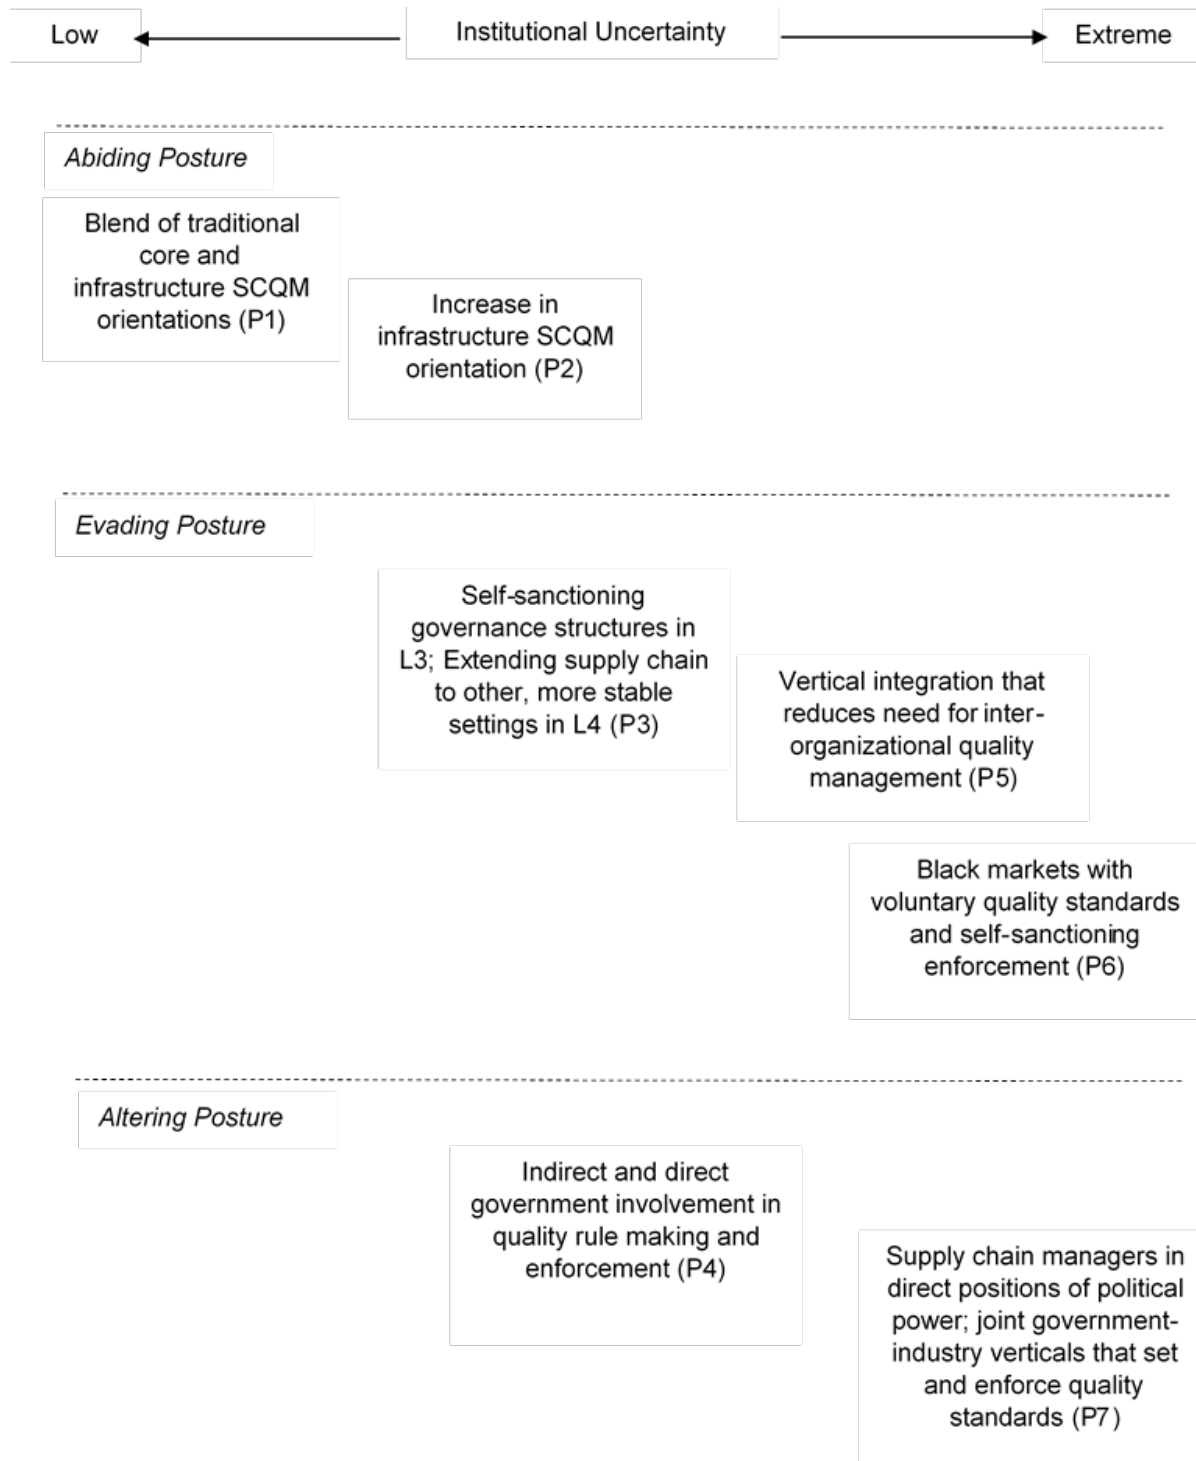 Low
Institutional Uncertainty
Extreme
Abiding Posture
Blend of traditional
core and
infrastructure SCQM
orientations (P1)
Increase in
infrastructure SCQM
orientation (P2)
Evading Posture
Self-sanctioning
governance structures in
L3; Extending supply chain
to other, more stable
settings in L4 (P3)
Vertical integration that
reduces need for inter-
organizational quality
management (P5)
Black markets with
voluntary quality standards
and self-sanctioning
enforcement (P6)
Altering Posture
Indirect and direct
government involvement in
quality rule making and
enforcement (P4)
Supply chain managers in
direct positions of political
power; joint government-
industry verticals that set
and enforce quality
standards (P7)